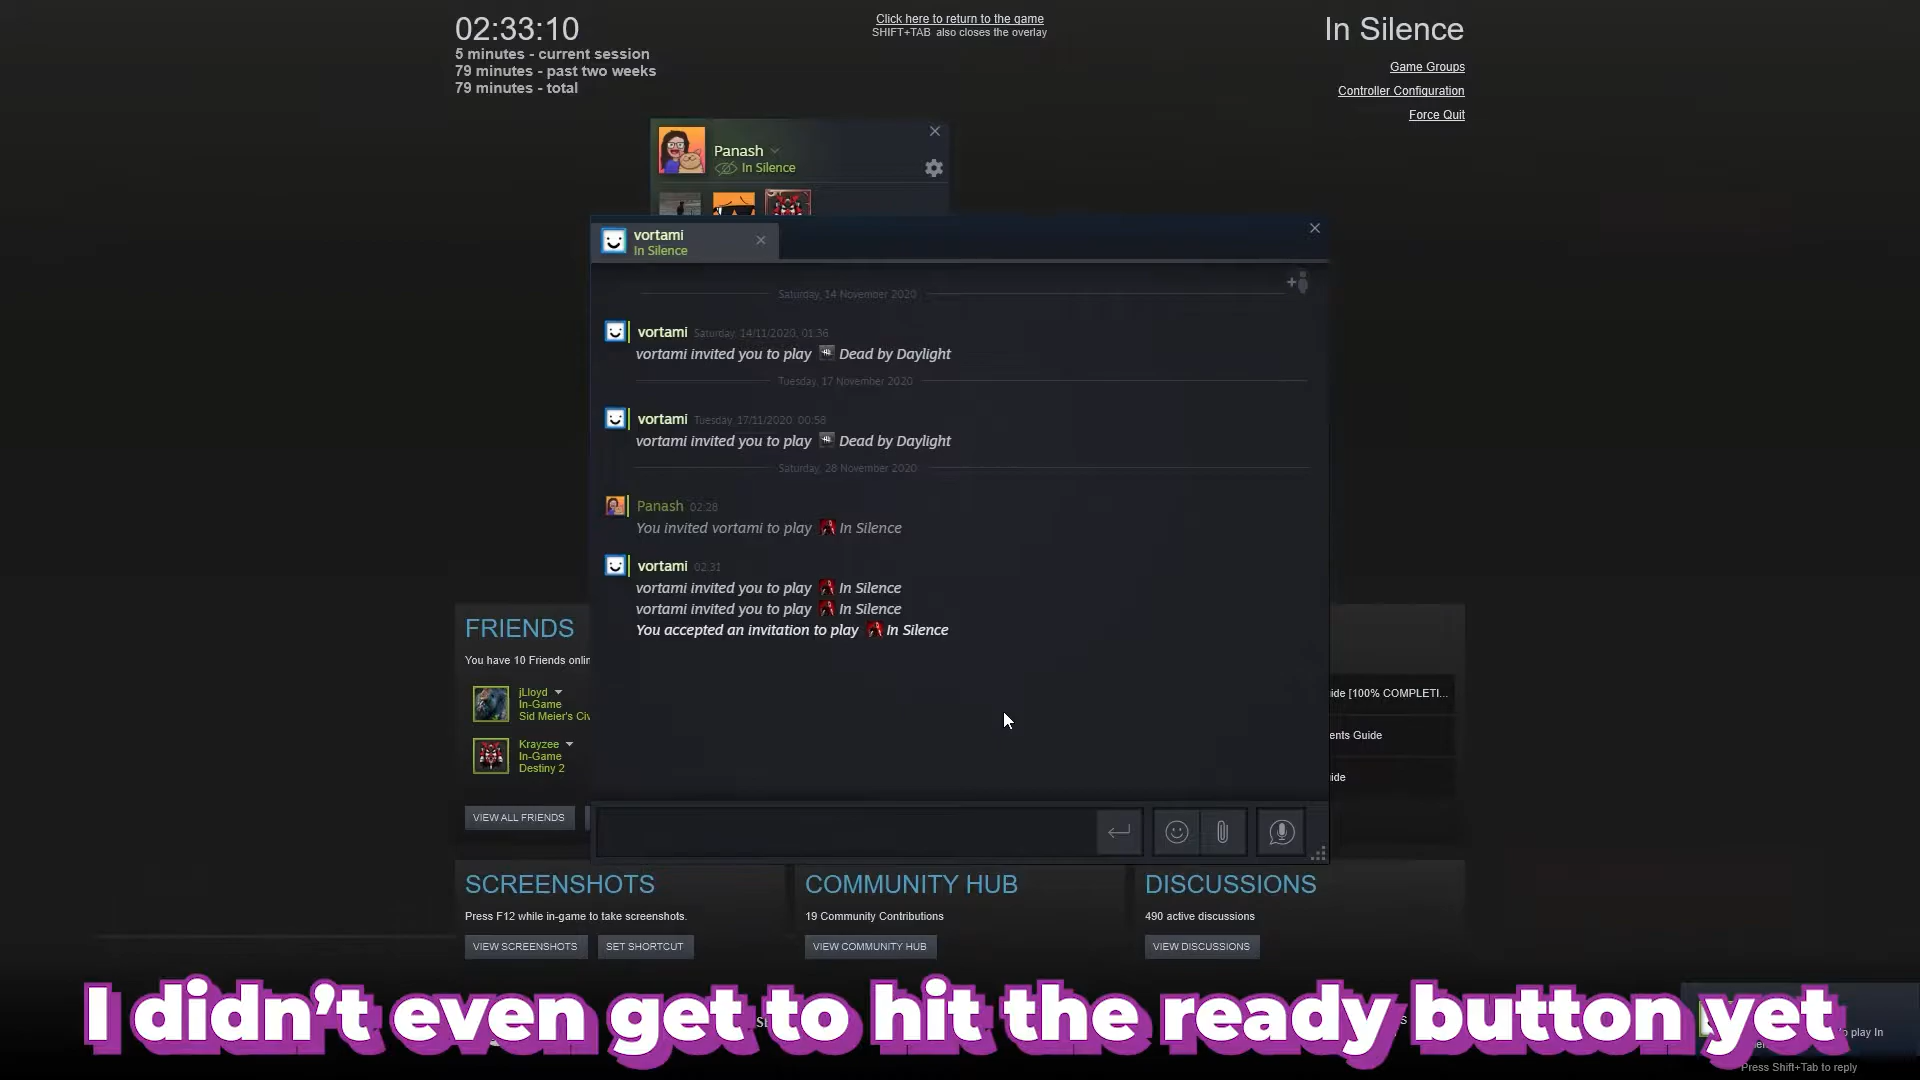 02:33:10
5 minutes - current session
79 minutes - past two weeks
79 minutes - total
Click here to return to the game
SHIFT+TAB also closes the overlay
In Silence
Game Groups
Controller Configuration
Force Quit
Panash
In Silence
vortami
In Silence
Saturday, 14 November 2020
vortami Saturday, 14/11/2020, 01:36
vortami invited you to play Dead by Daylight
Tuesday, 17 November 2020
vortami Tuesday, 17/11/2020, 00:58
vortami invited you to play Dead by Daylight
Saturday, 28 November 2020
Panash 02:28
You invited vortami to play In Silence
vortami 02:31
vortami invited you to play In Silence
vortami invited you to play In Silence
You accepted an invitation to play In Silence
FRIENDS
You have 10 Friends onlin
jLloyd
In-Game
Sid Meier's Civ
Krayzee
In-Game
Destiny 2
VIEW ALL FRIENDS
ide [100% COMPLETI...
ents Guide
ide
SCREENSHOTS
Press F12 while in-game to take screenshots.
VIEW SCREENSHOTS
SET SHORTCUT
COMMUNITY HUB
19 Community Contributions
VIEW COMMUNITY HUB
DISCUSSIONS
490 active discussions
VIEW DISCUSSIONS
I didn't even get to hit the ready button yet
to play In
Press Shift+Tab to reply